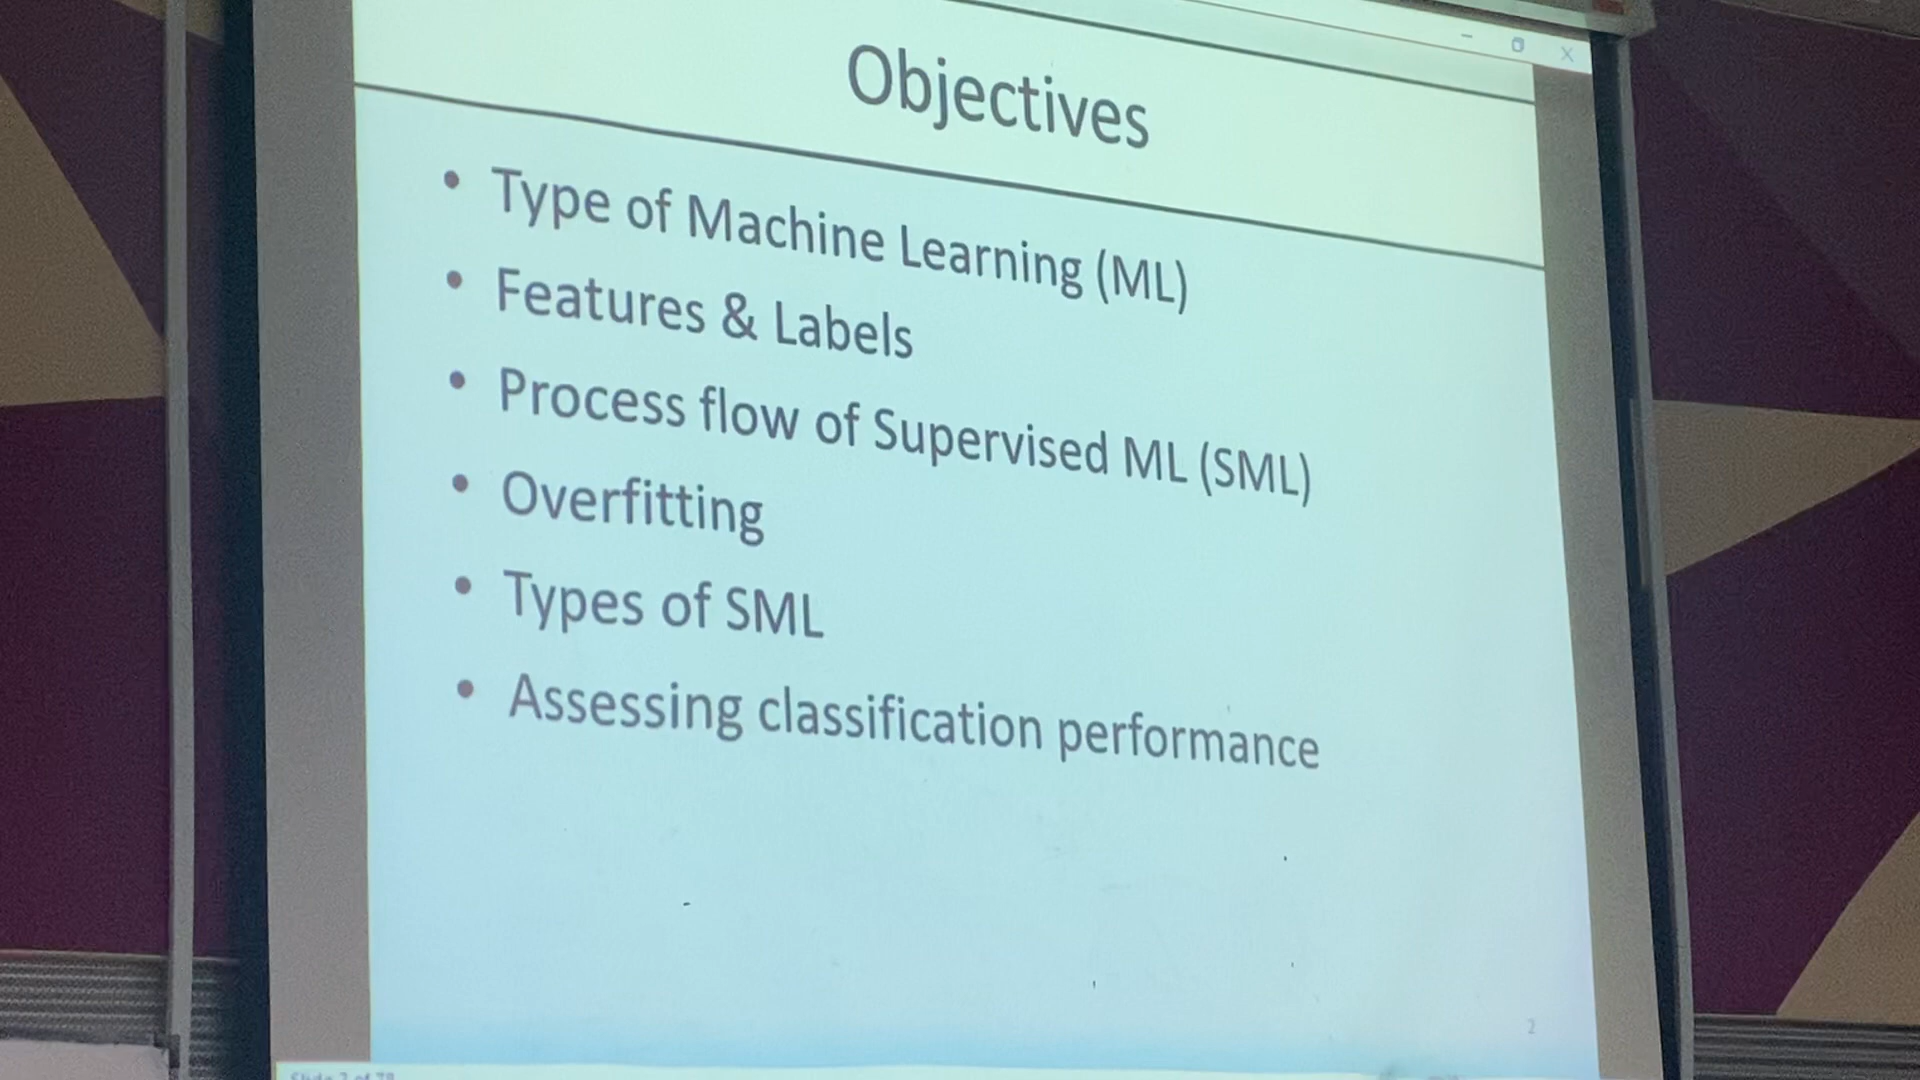 Objectives
• Type of Machine Learning (ML)
• Features & Labels
• Process flow of Supervised ML (SML)
• Overfitting
• Types of SML
• Assessing classification performance
2